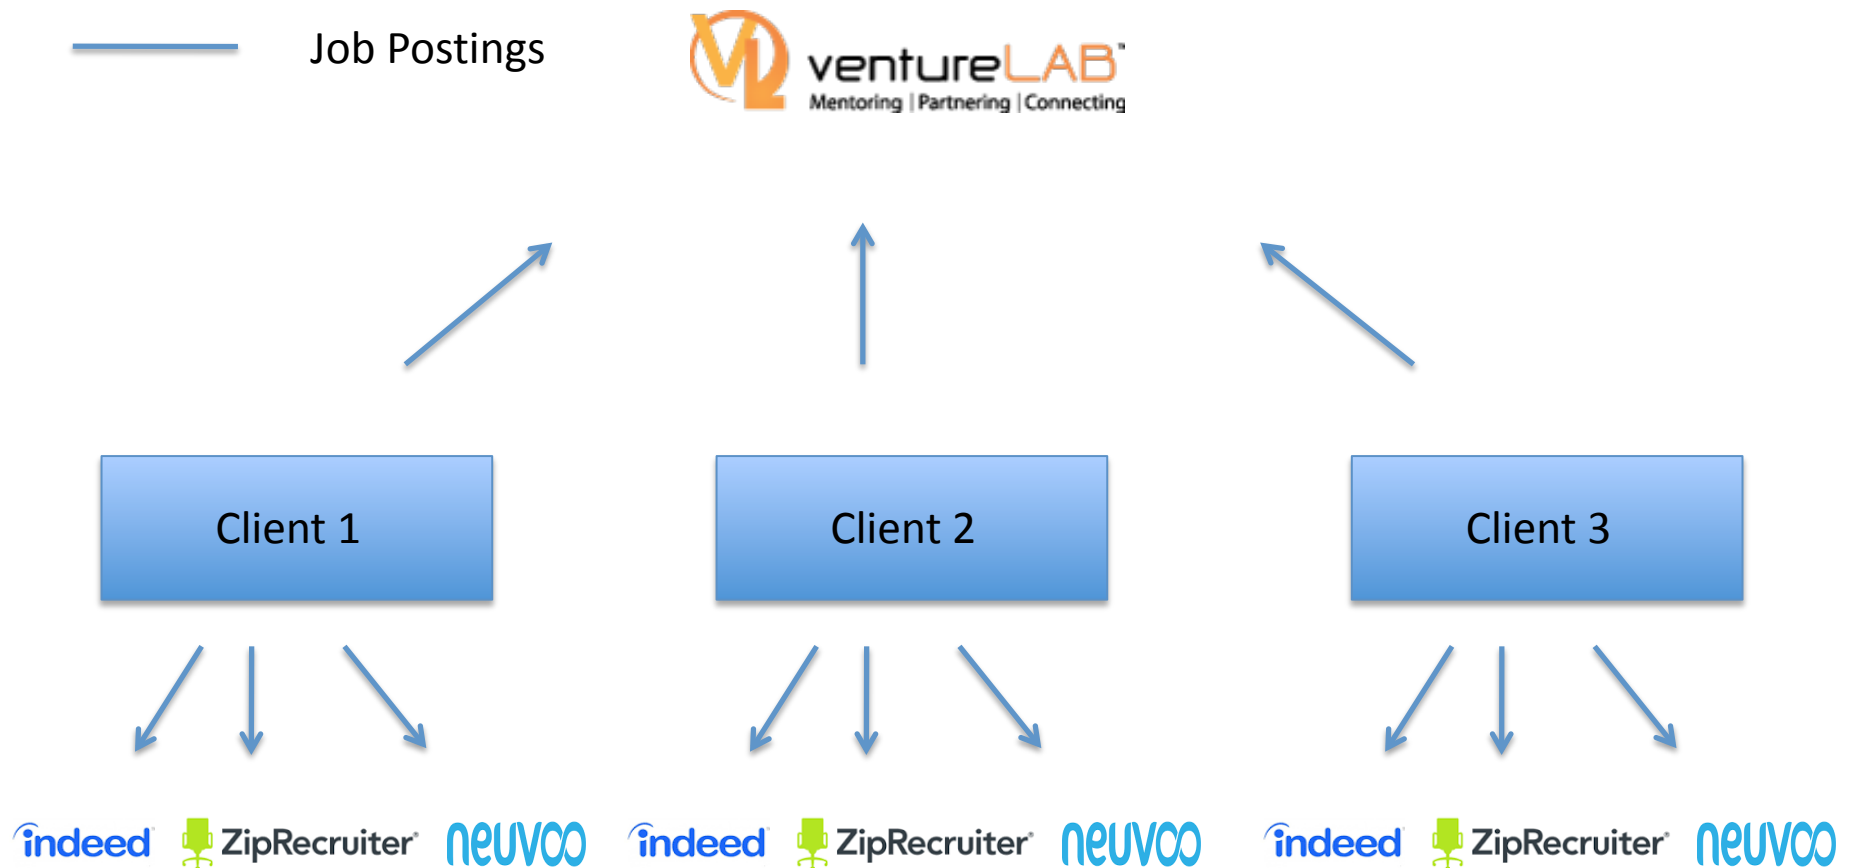 Job Postings
ventureLAB™
Mentoring | Partnering | Connecting
Client 1
Client 2
Client 3
indeed ZipRecruiter neuvoo indeed ZipRecruiter neuvoo indeed ZipRecruiter neuvoo